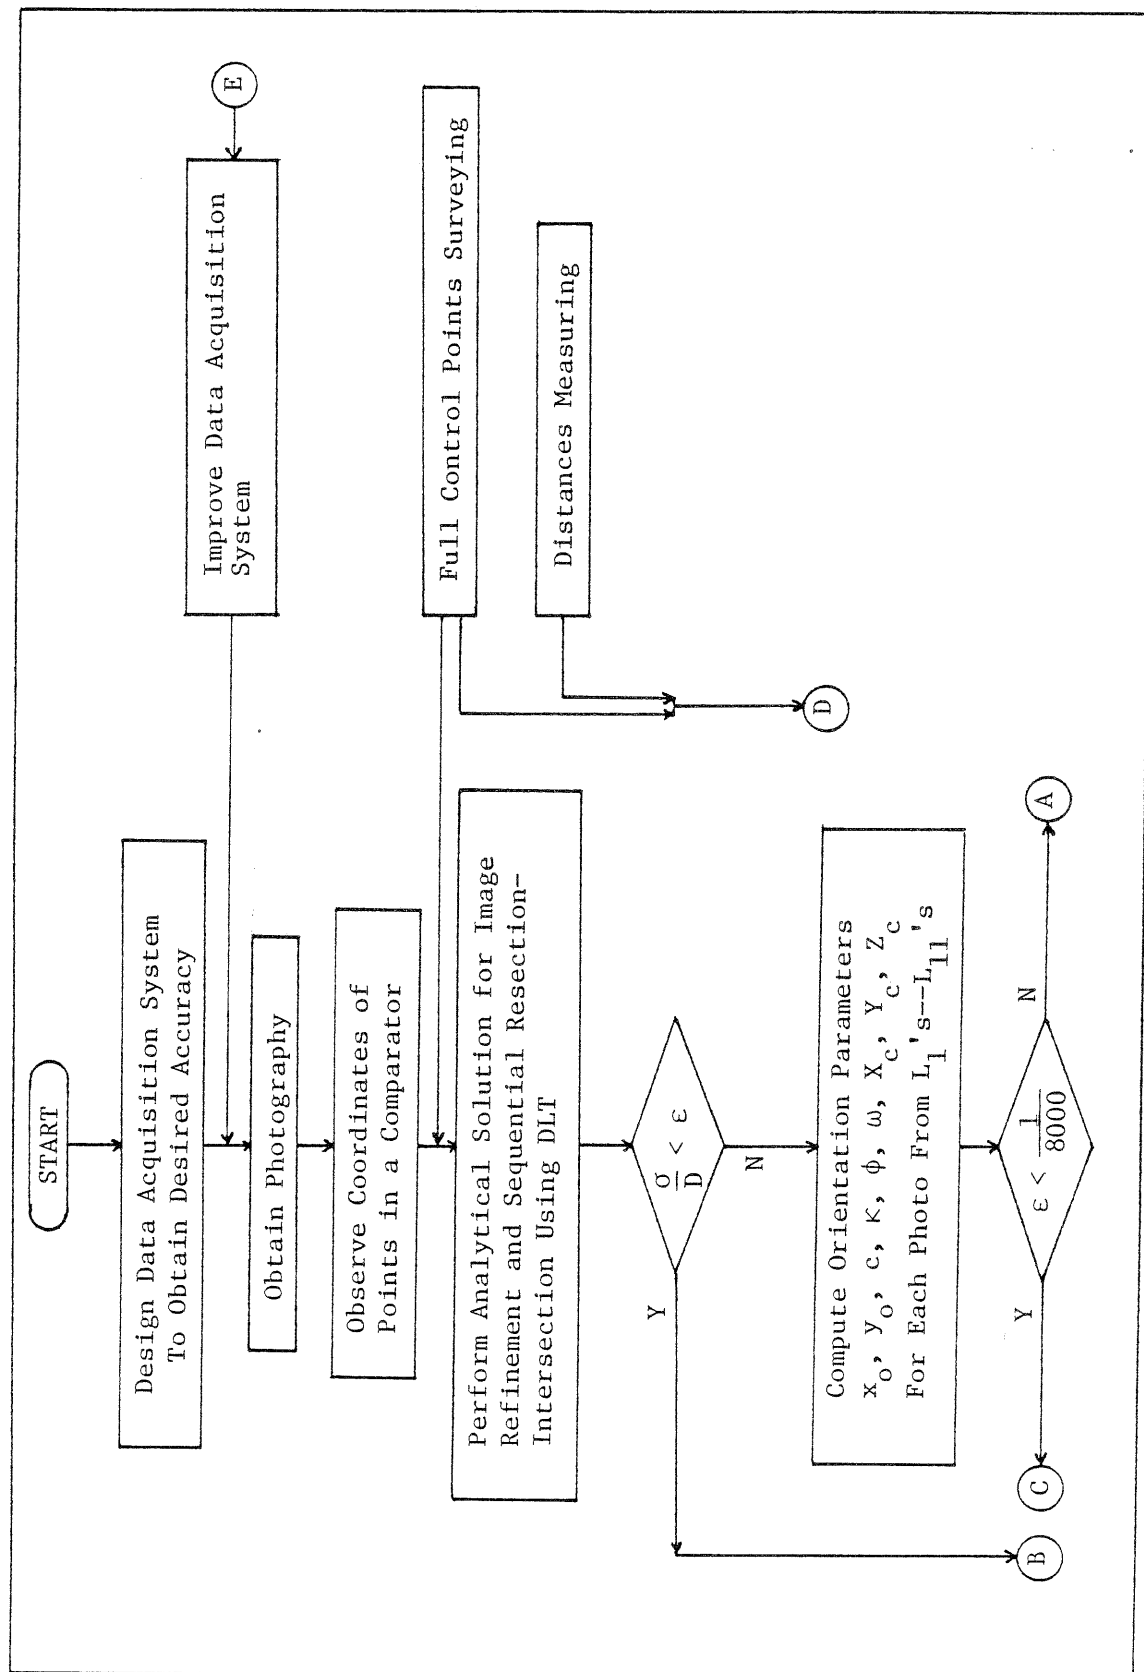 START
Design Data Acquisition System
To Obtain Desired Accuracy
E
Improve Data Acquisition
System
Obtain Photography
Observe Coordinates of
Points in a Comparator
Full Control Points Surveying
Perform Analytical Solution for Image
Refinement and Sequential Resection-
Intersection Using DLT
Distances Measuring
σ/D < ε
Y
N
D
Compute Orientation Parameters
x_o, y_o, c, κ, φ, ω, X_c, Y_c, Z_c
For Each Photo From L_1's--L_11's
ε < 1/8000
Y
N
B
C
A